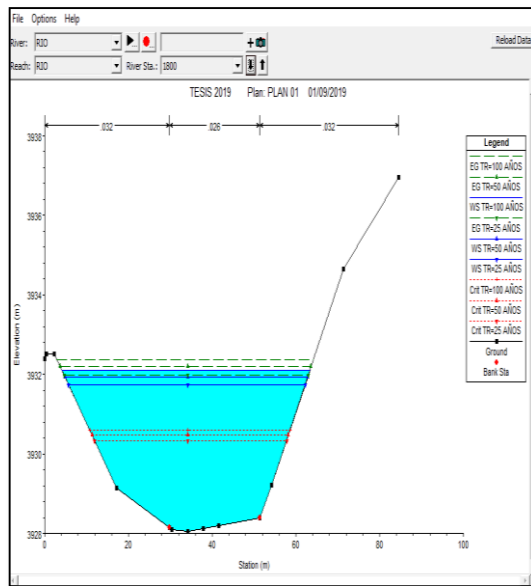 File Options Help
River: RIO
Reload Data
Reach: RIO River Sta.: 1800
TESIS 2019 Plan: PLAN 01 01/09/2019
.032 .026 .032
Legend
EG TR=100 AÑOS
EG TR=50 AÑOS
WS TR=100 AÑOS
EG TR=25 AÑOS
WS TR=50 AÑOS
WS TR=25 AÑOS
Crit TR=100 AÑOS
Crit TR=50 AÑOS
Crit TR=25 AÑOS
Ground
Bank Sta
3938
3936
3934
3932
3930
3928
Elevation (m)
0 20 40 60 80 100
Station (m)